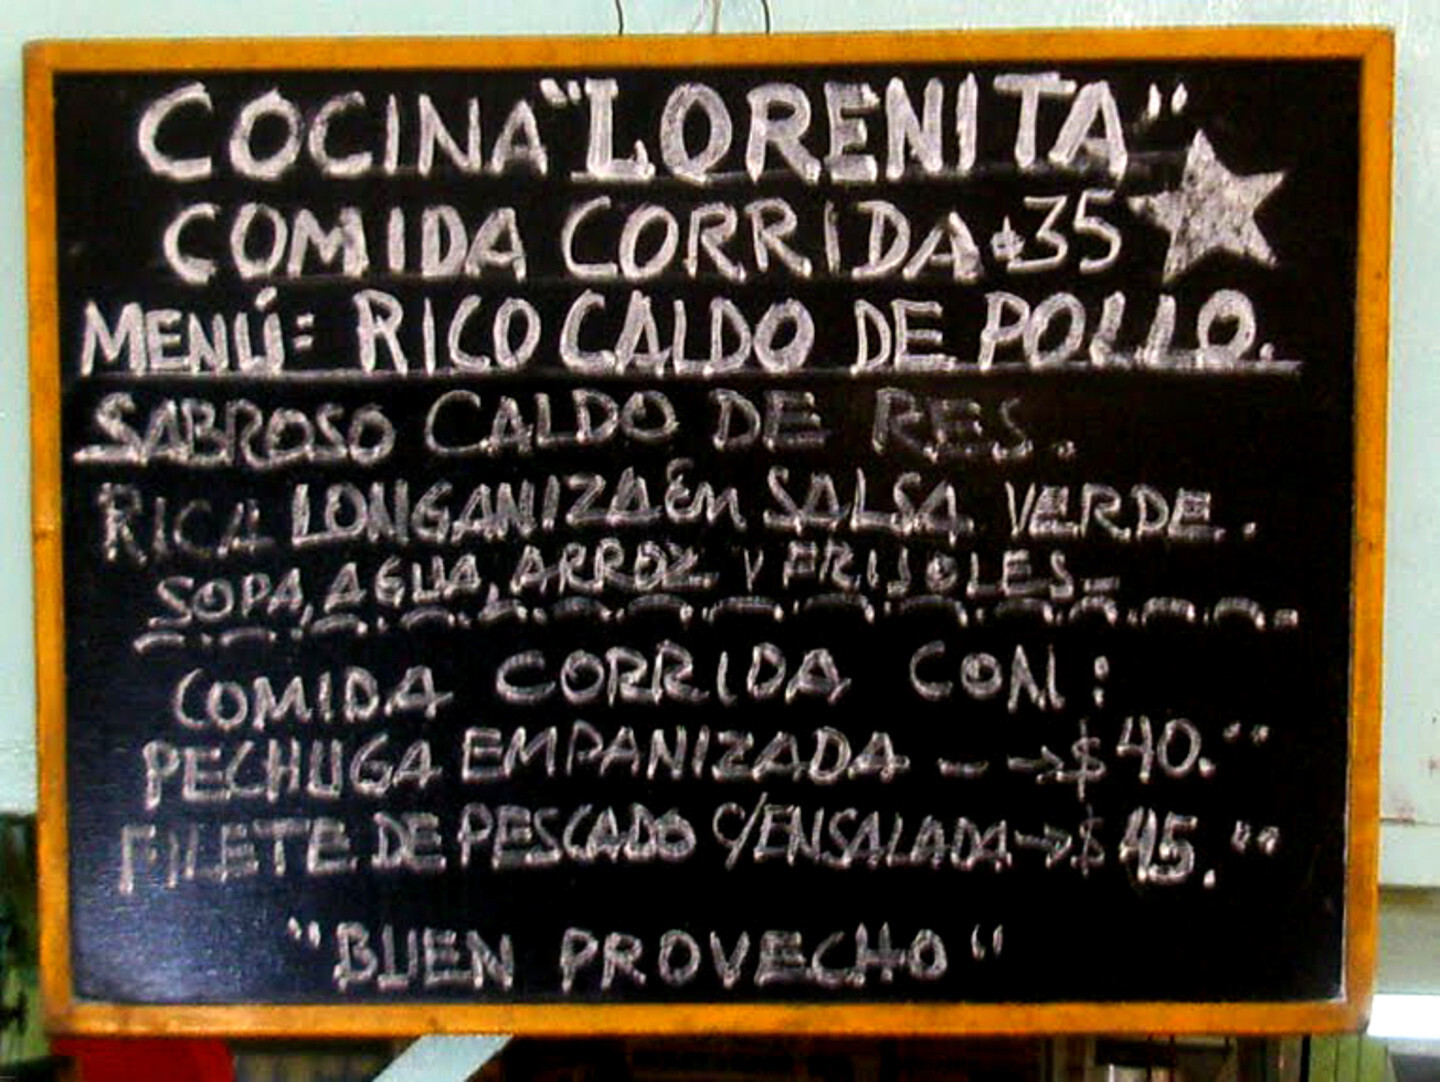 COCINA "LORENITA"
COMIDA CORRIDA $35
MENÚ: RICO CALDO DE POLLO.
SABROSO CALDO DE RES.
RICA LONGANIZA En SALSA VERDE.
SOPA, AGUA, ARROZ Y FRIJOLES.
COMIDA CORRIDA CON:
PECHUGA EMPANIZADA - → $ 40.°°
FILETE DE PESCADO C/ENSALADA → $ 45.°°
"BUEN PROVECHO"